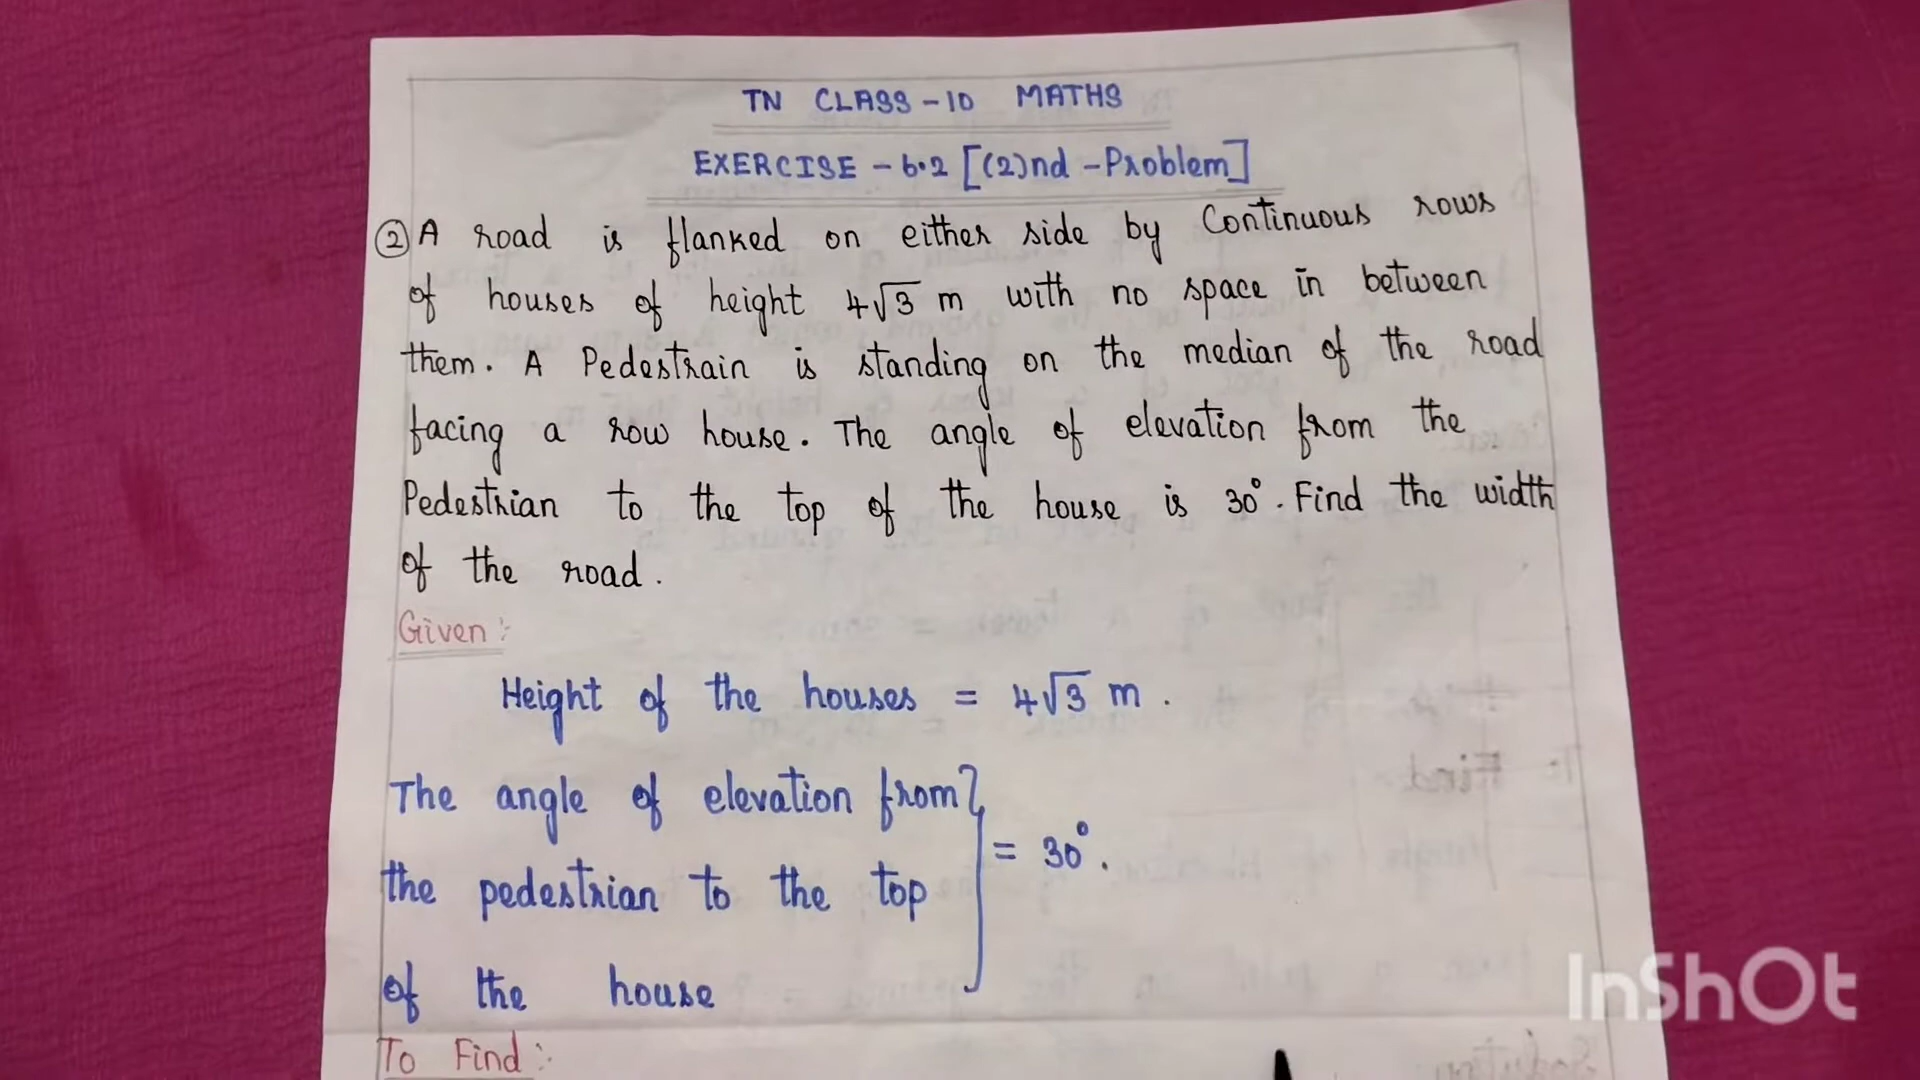 TN CLASS-10 MATHS
EXERCISE - 6.2 [(2)nd - Problem]
② A road is flanked on either side by Continuous rows
of houses of height 4√3 m with no space in between
them. A Pedestrain is standing on the median of the road
facing a row house. The angle of elevation from the
Pedestrian to the top of the house is 30°. Find the width
of the road.
Given:
Height of the houses = 4√3 m.
The angle of elevation from
the pedestrian to the top } = 30°.
of the house
To Find:
InShOt